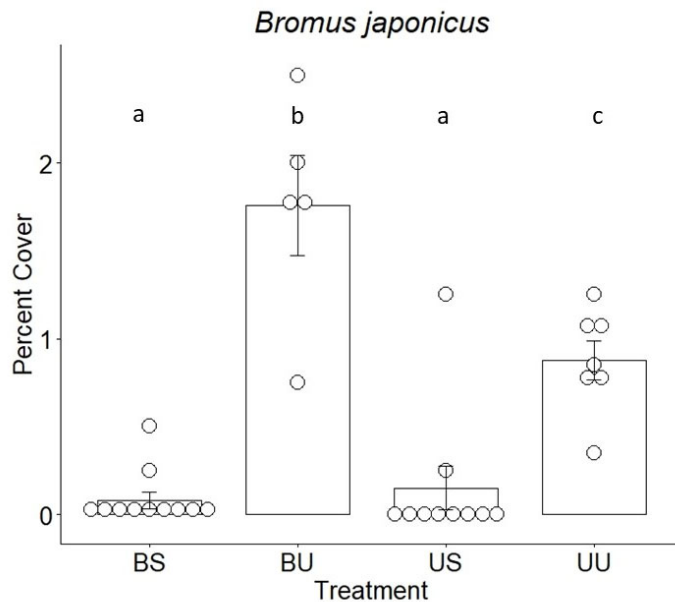 Bromus japonicus
a b a c
2
1
0
Percent Cover
BS BU US UU
Treatment